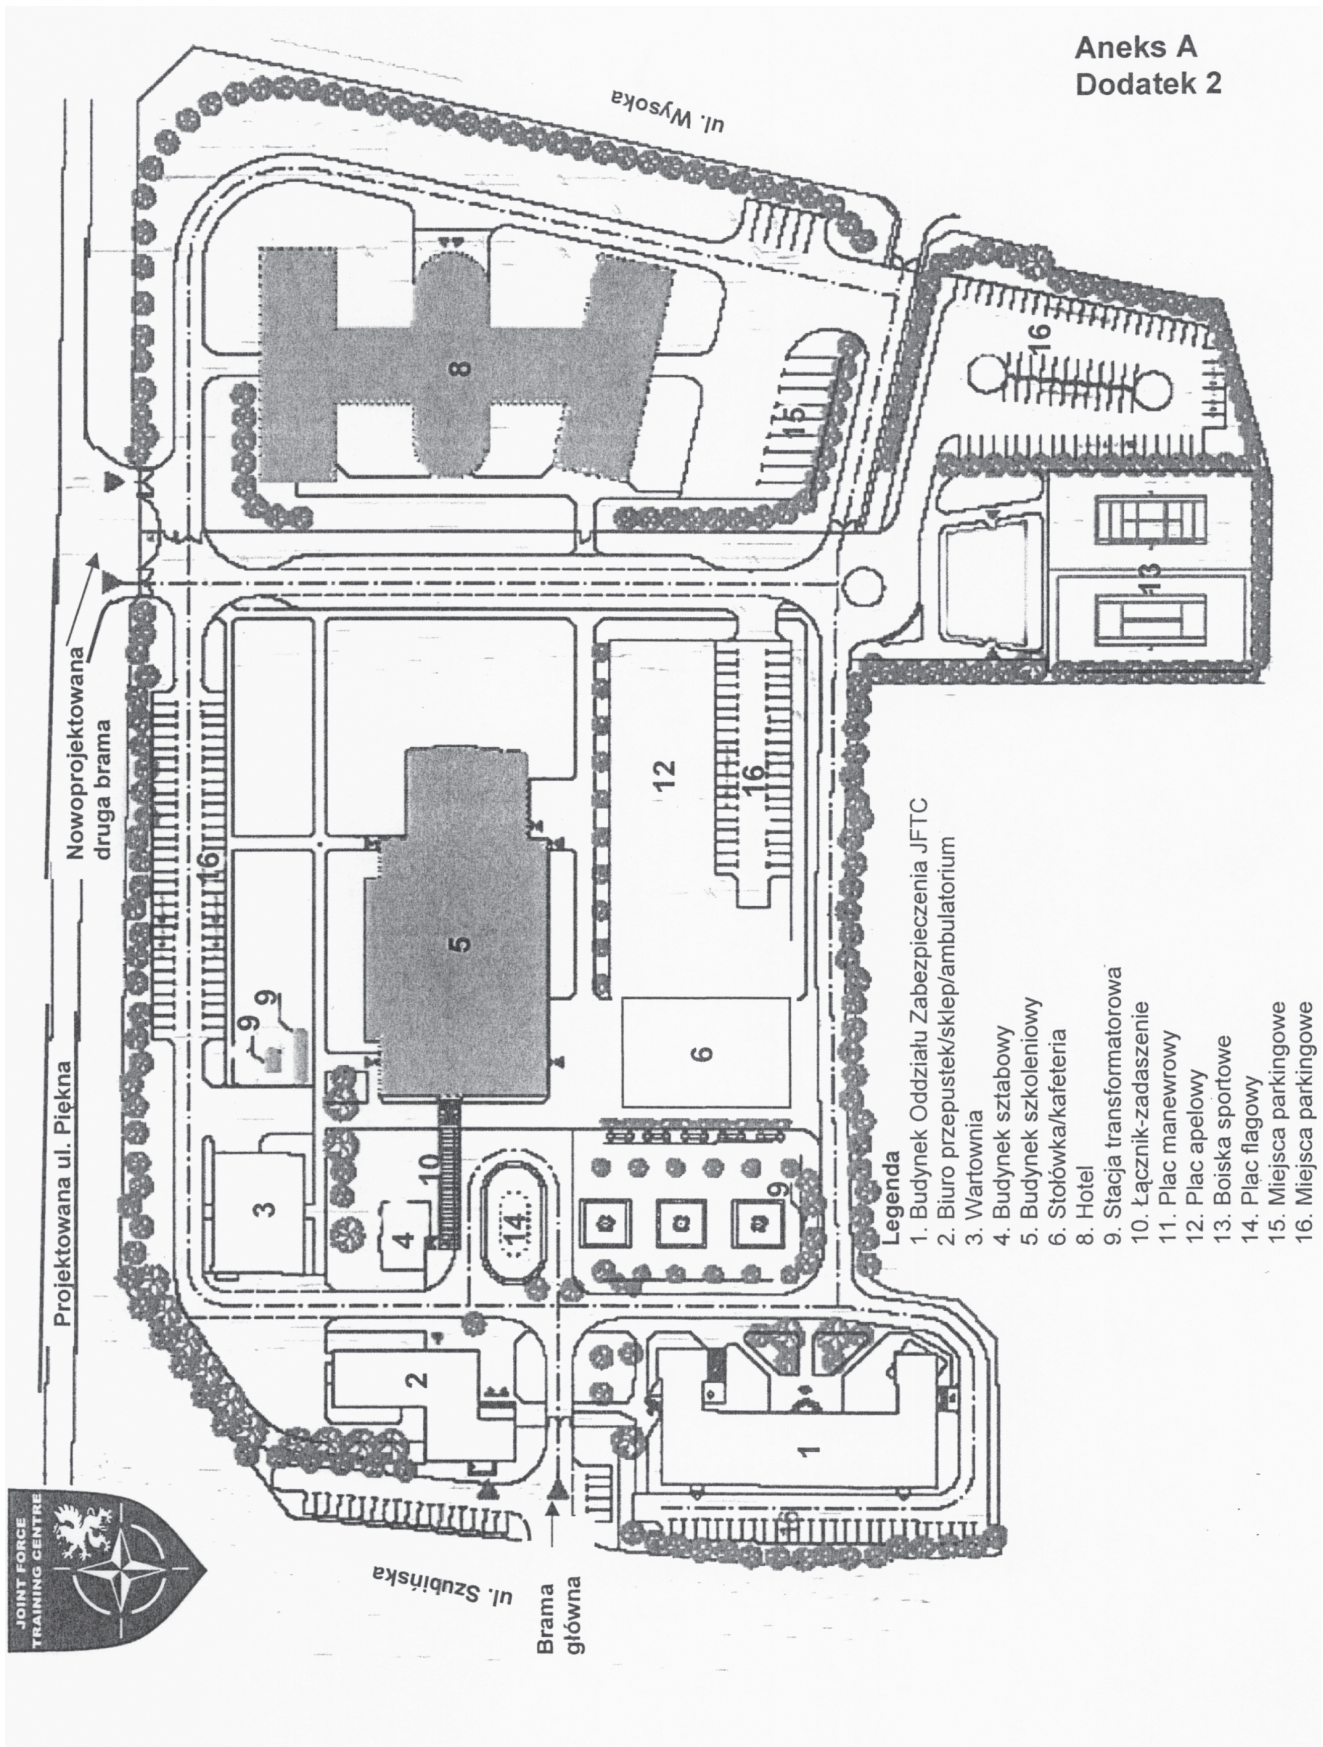 Aneks A
Dodatek 2
JOINT FORCE
TRAINING CENTRE
Projektowana ul. Piękna
Nowoprojektowana
druga brama
ul. Wysoka
ul. Szubińska
Brama
główna
16
9
9
3
4
10
14
5
2
8
15
16
12
16
6
9
13
1
16
Legenda
1. Budynek Oddziału Zabezpieczenia JFTC
2. Biuro przepustek/sklep/ambulatorium
3. Wartownia
4. Budynek sztabowy
5. Budynek szkoleniowy
6. Stołówka/kafeteria
8. Hotel
9. Stacja transformatorowa
10. Łącznik-zadaszenie
11. Plac manewrowy
12. Plac apelowy
13. Boiska sportowe
14. Plac flagowy
15. Miejsca parkingowe
16. Miejsca parkingowe